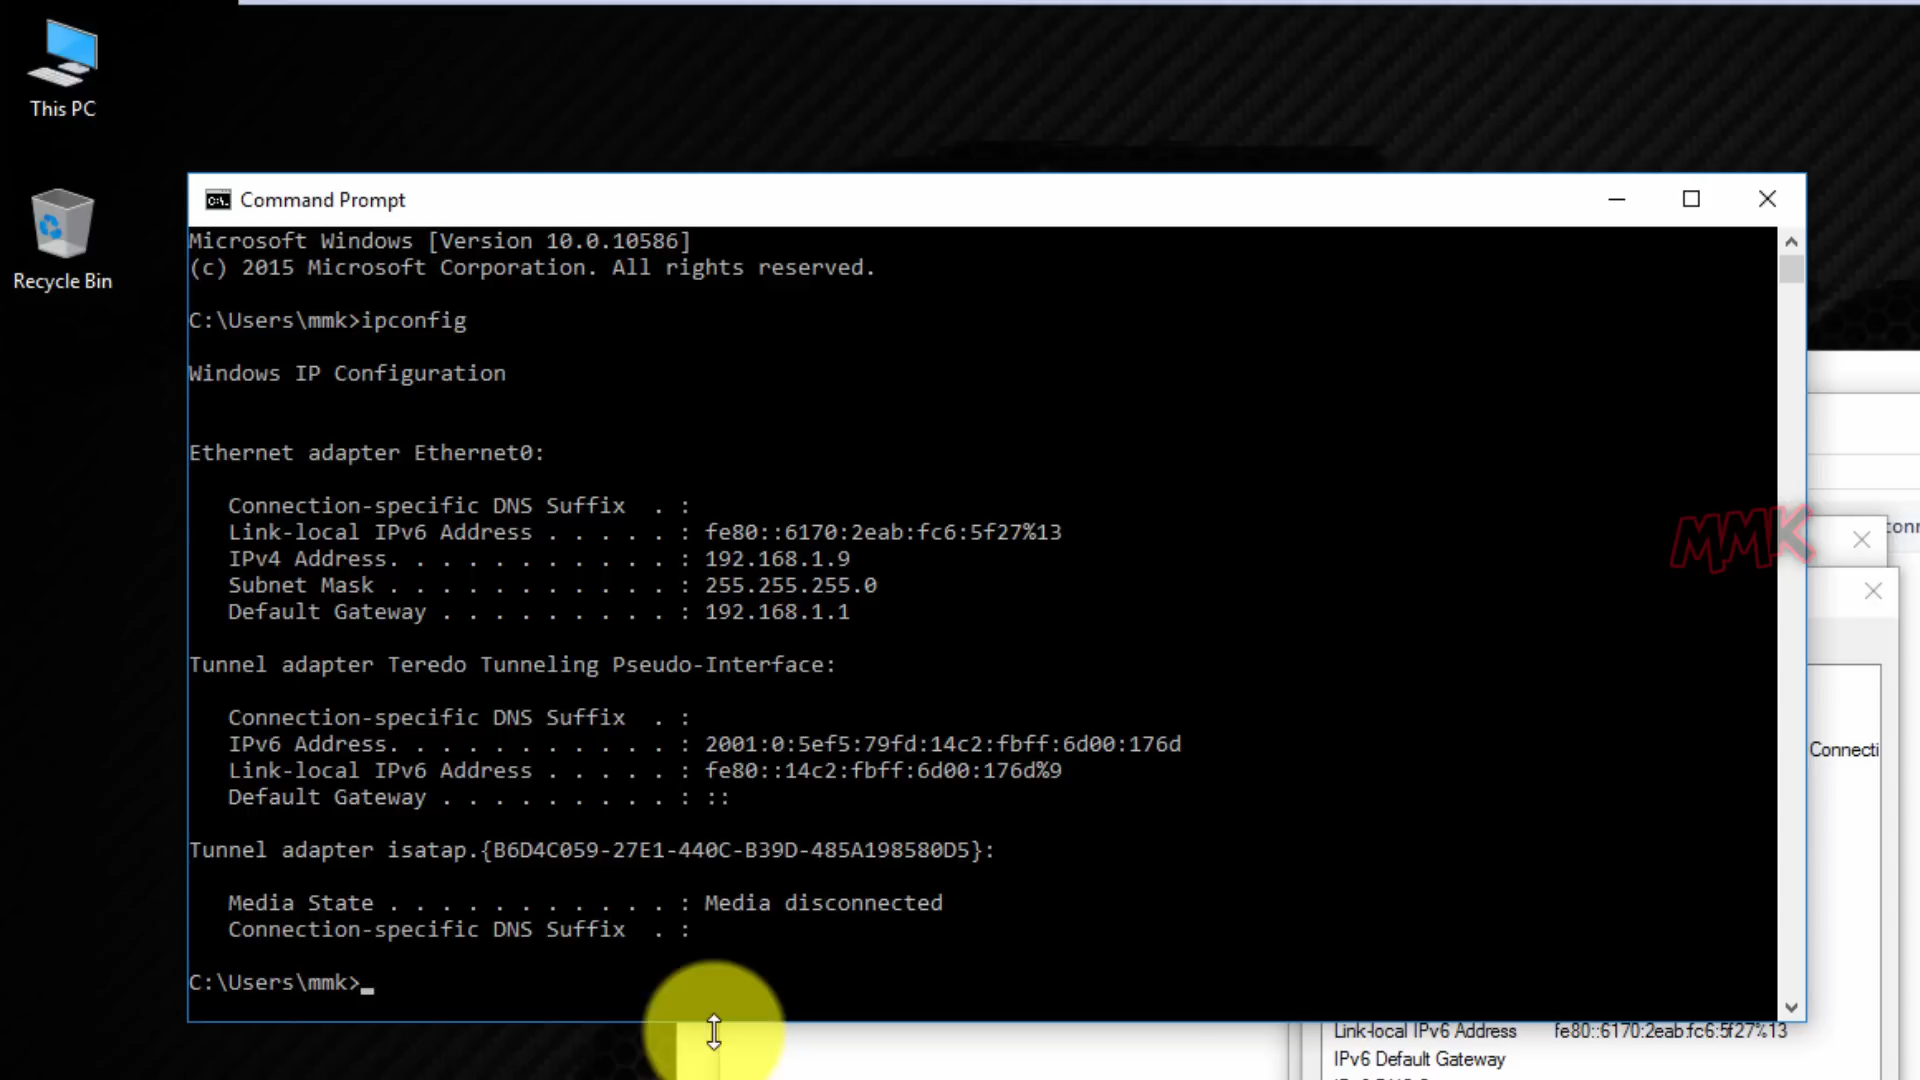 This PC
Recycle Bin
Command Prompt
Microsoft Windows [Version 10.0.10586]
(c) 2015 Microsoft Corporation. All rights reserved.
C:\Users\mmk>ipconfig
Windows IP Configuration
Ethernet adapter Ethernet0:
Connection-specific DNS Suffix . :
Link-local IPv6 Address . . . . . : fe80::6170:2eab:fc6:5f27%13
IPv4 Address. . . . . . . . . . . : 192.168.1.9
Subnet Mask . . . . . . . . . . . : 255.255.255.0
Default Gateway . . . . . . . . . : 192.168.1.1
Tunnel adapter Teredo Tunneling Pseudo-Interface:
Connection-specific DNS Suffix . :
IPv6 Address. . . . . . . . . . . : 2001:0:5ef5:79fd:14c2:fbff:6d00:176d
Link-local IPv6 Address . . . . . : fe80::14c2:fbff:6d00:176d%9
Default Gateway . . . . . . . . . : ::
Tunnel adapter isatap.{B6D4C059-27E1-440C-B39D-485A198580D5}:
Media State . . . . . . . . . . . : Media disconnected
Connection-specific DNS Suffix . :
C:\Users\mmk>
MMK
conn
Connecti
Link-local IPv6 Address fe80::6170:2eab:fc6:5f27%13
IPv6 Default Gateway